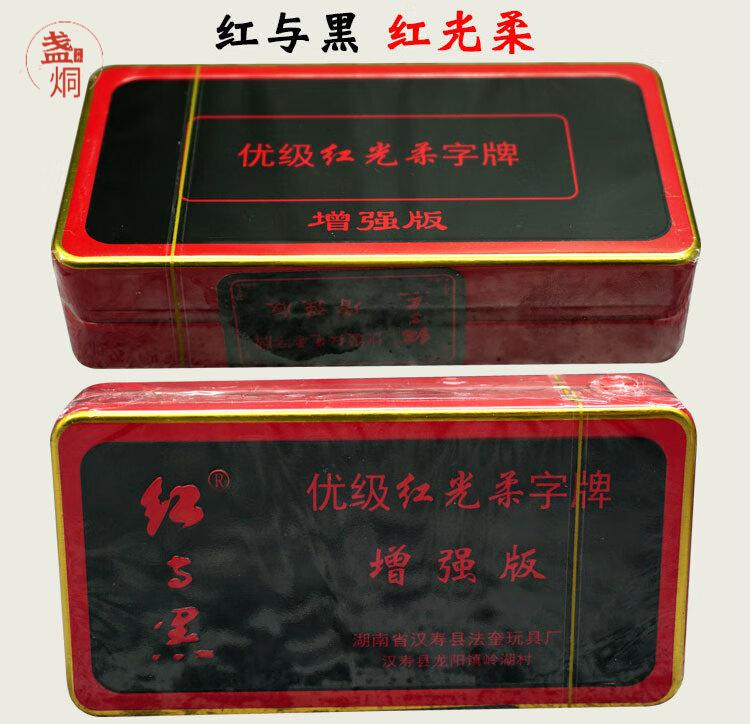 盏
炯
红与黑 红光柔
优级红光柔字牌
增强版
红与黑®
优级红光柔字牌
增强版
湖南省汉寿县法奎玩具厂
汉寿县龙阳镇岭湖村